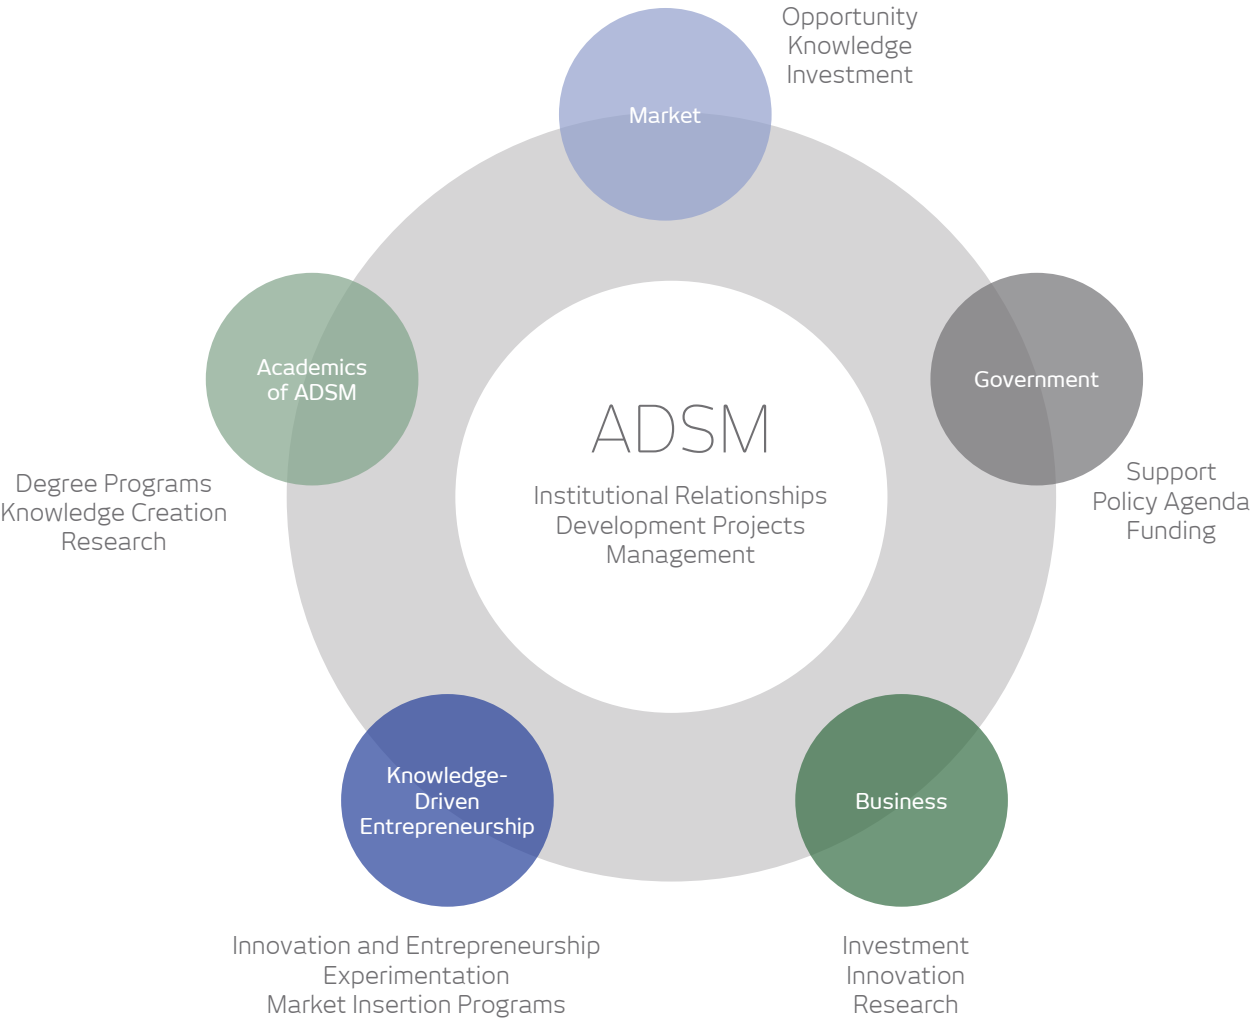 Opportunity
Knowledge
Investment
Market
Academics
of ADSM
Government
ADSM
Institutional Relationships
Development Projects
Management
Degree Programs
Knowledge Creation
Research
Support
Policy Agenda
Funding
Knowledge-
Driven
Entrepreneurship
Business
Innovation and Entrepreneurship
Experimentation
Market Insertion Programs
Investment
Innovation
Research